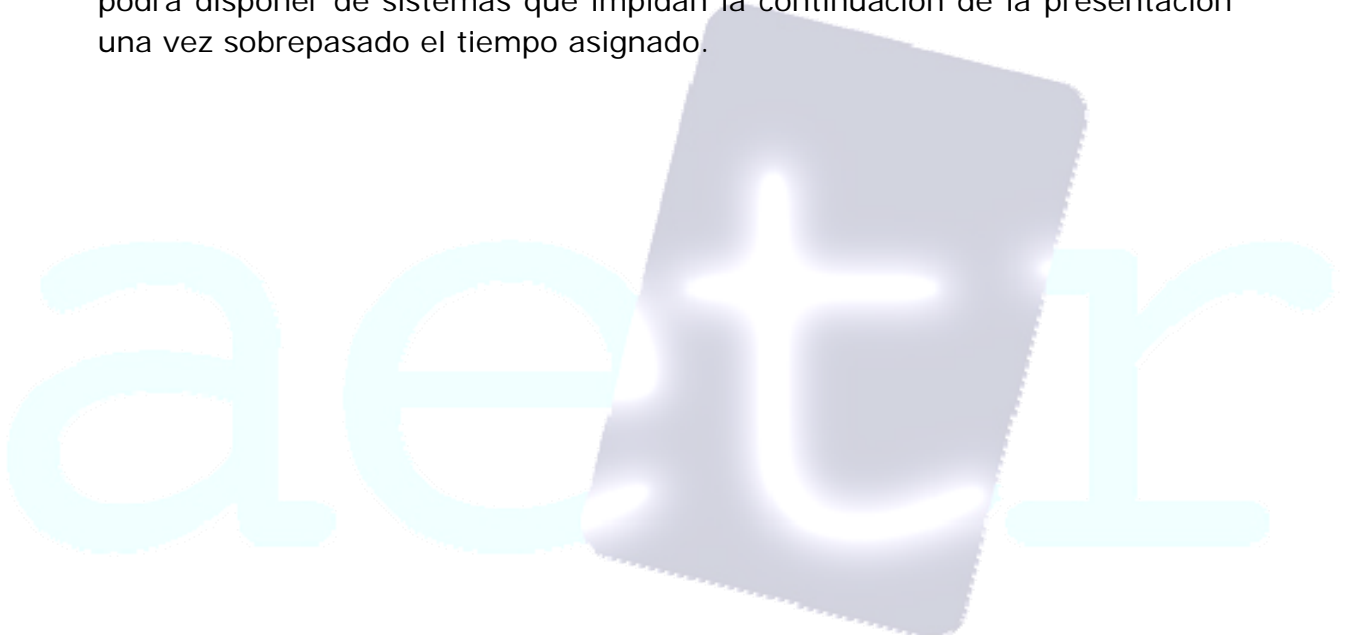 podrá disponer de sistemas que impidan la continuación de la presentación
una vez sobrepasado el tiempo asignado.
aetr